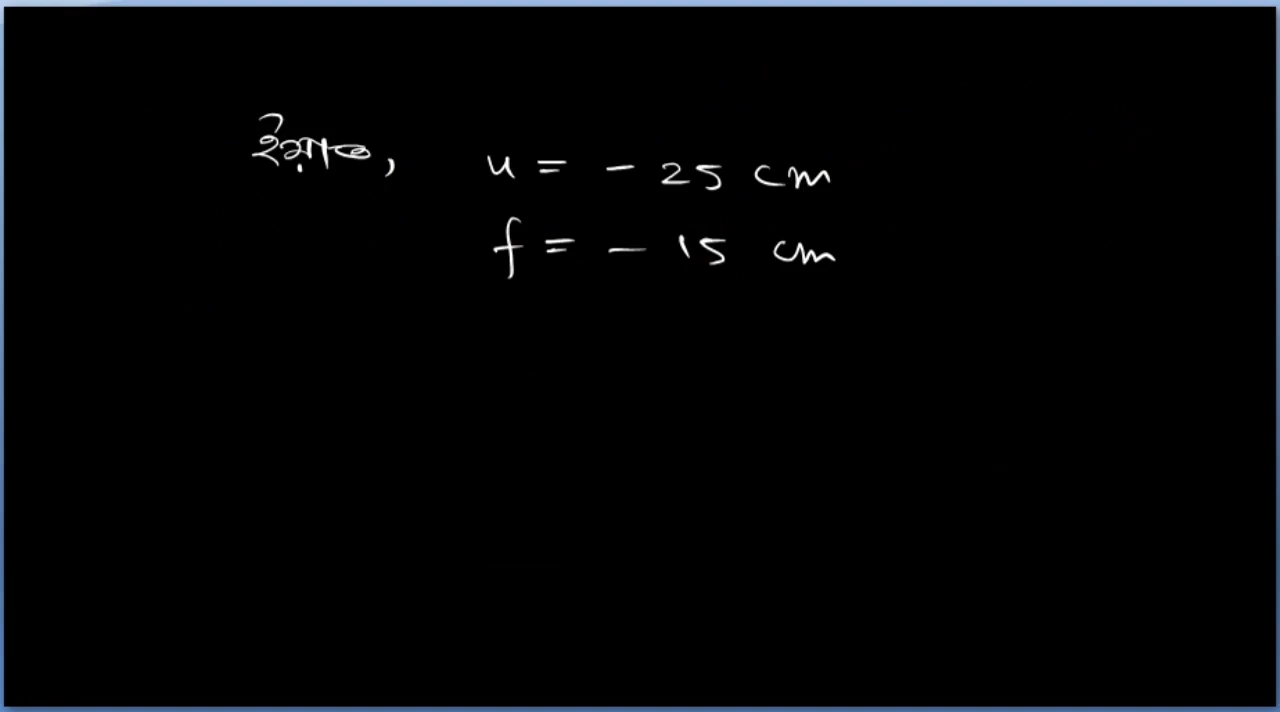 ইয়াত, u = - 25 cm
f = - 15 cm